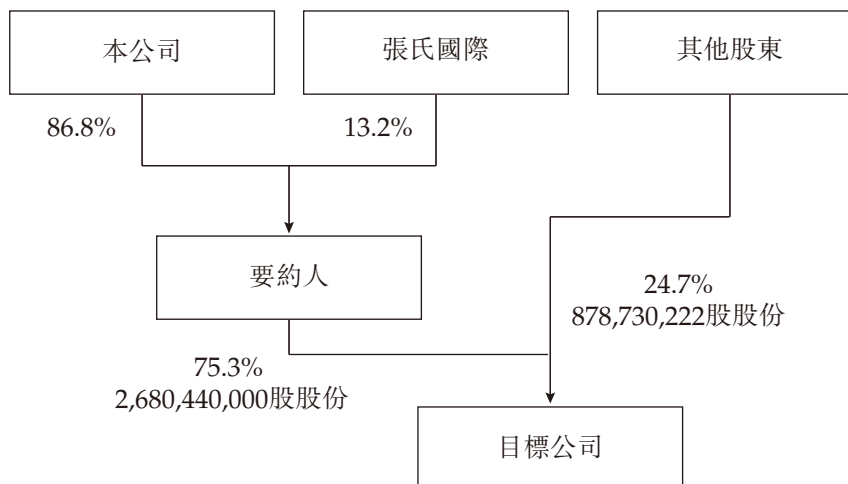 本公司
張氏國際
其他股東
86.8%
13.2%
要約人
24.7%
878,730,222股股份
75.3%
2,680,440,000股股份
目標公司